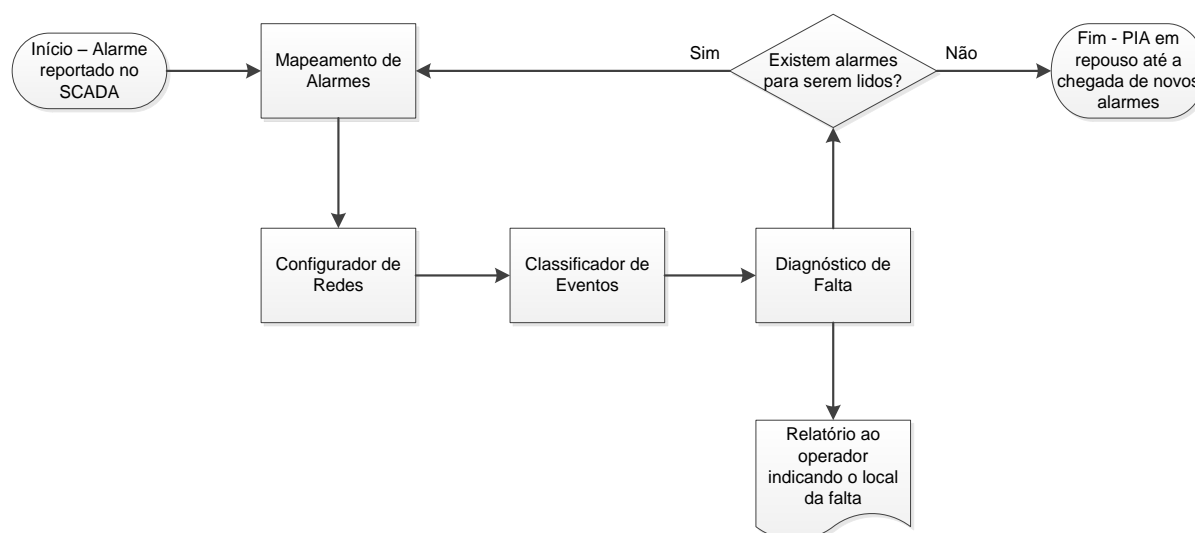 Início – Alarme
reportado no
SCADA
Mapeamento de
Alarmes
Sim
Existem alarmes
para serem lidos?
Não
Fim - PIA em
repouso até a
chegada de novos
alarmes
Configurador de
Redes
Classificador de
Eventos
Diagnóstico de
Falta
Relatório ao
operador
indicando o local
da falta